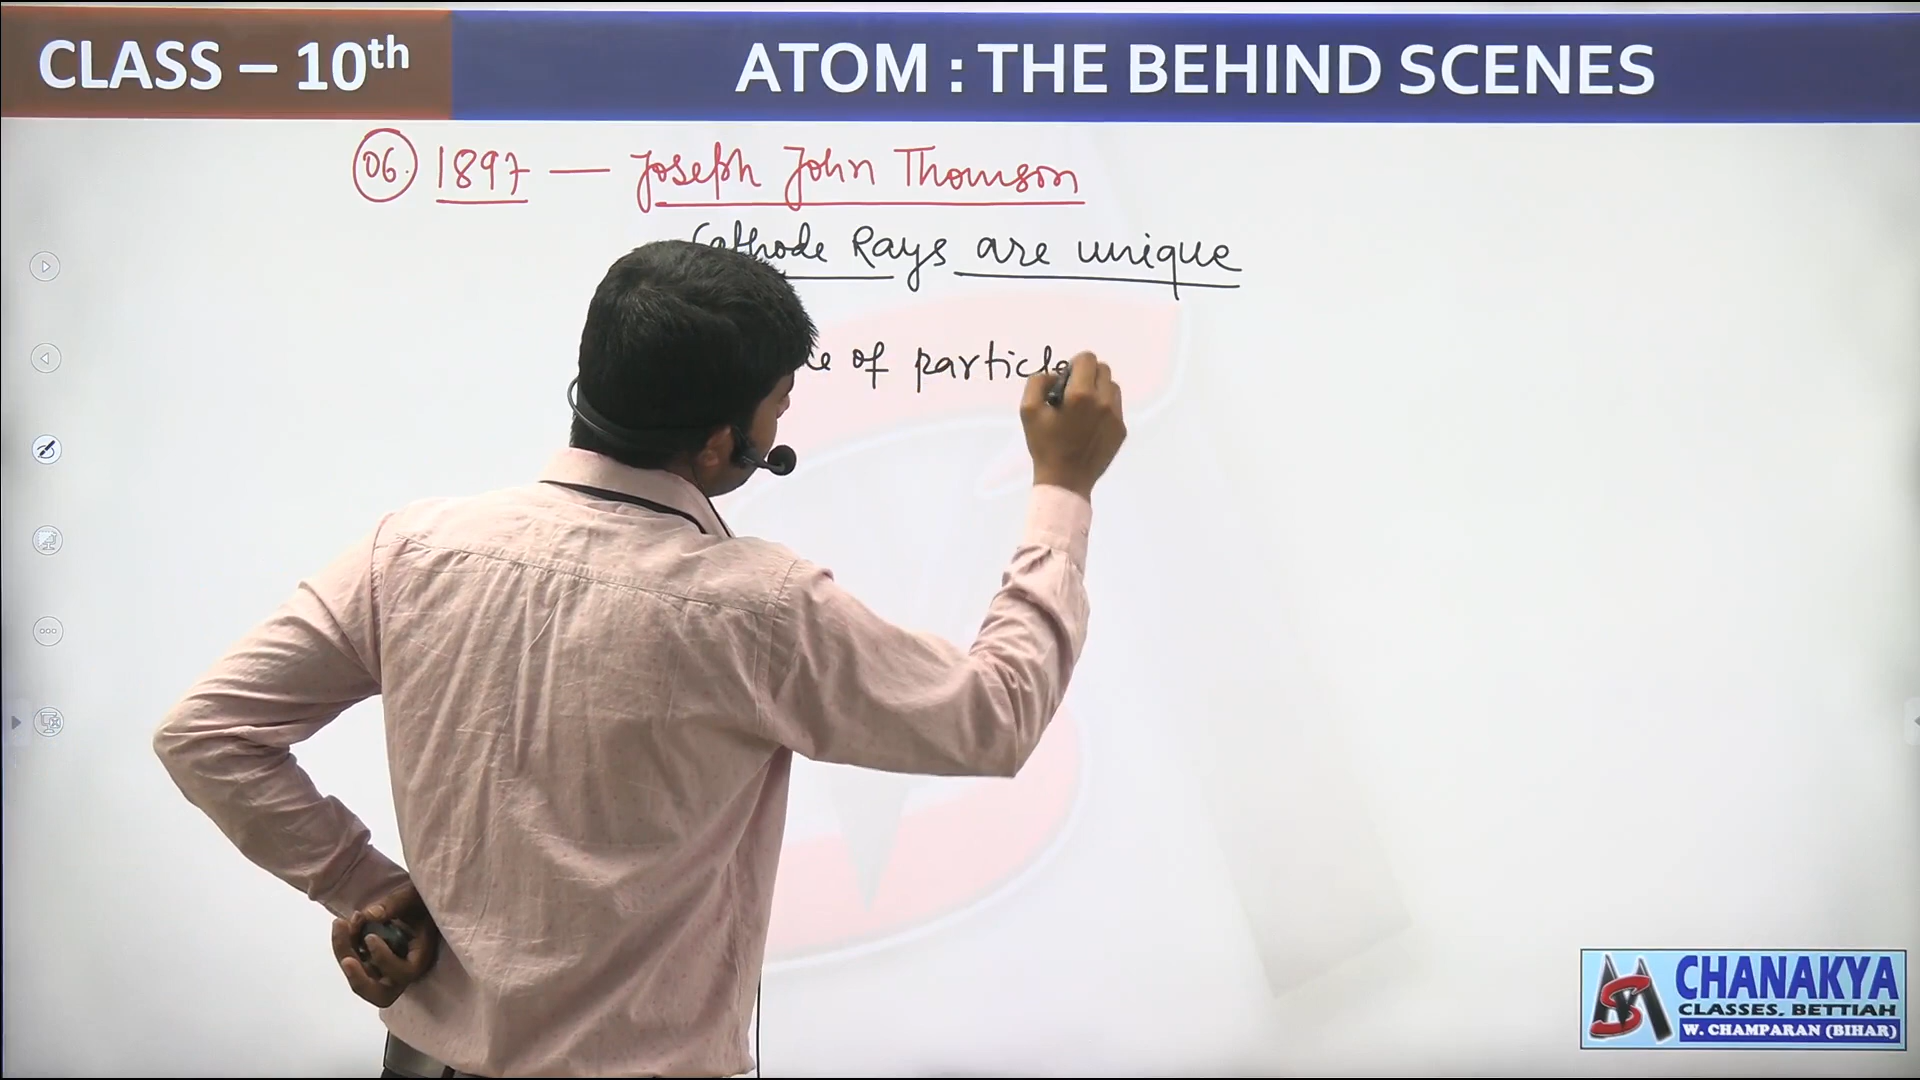 CLASS – 10th
ATOM : THE BEHIND SCENES
06. 1897 — Joseph John Thomson
Cathode Rays are unique
of particle
CHANAKYA
CLASSES, BETTIAH
W. CHAMPARAN (BIHAR)